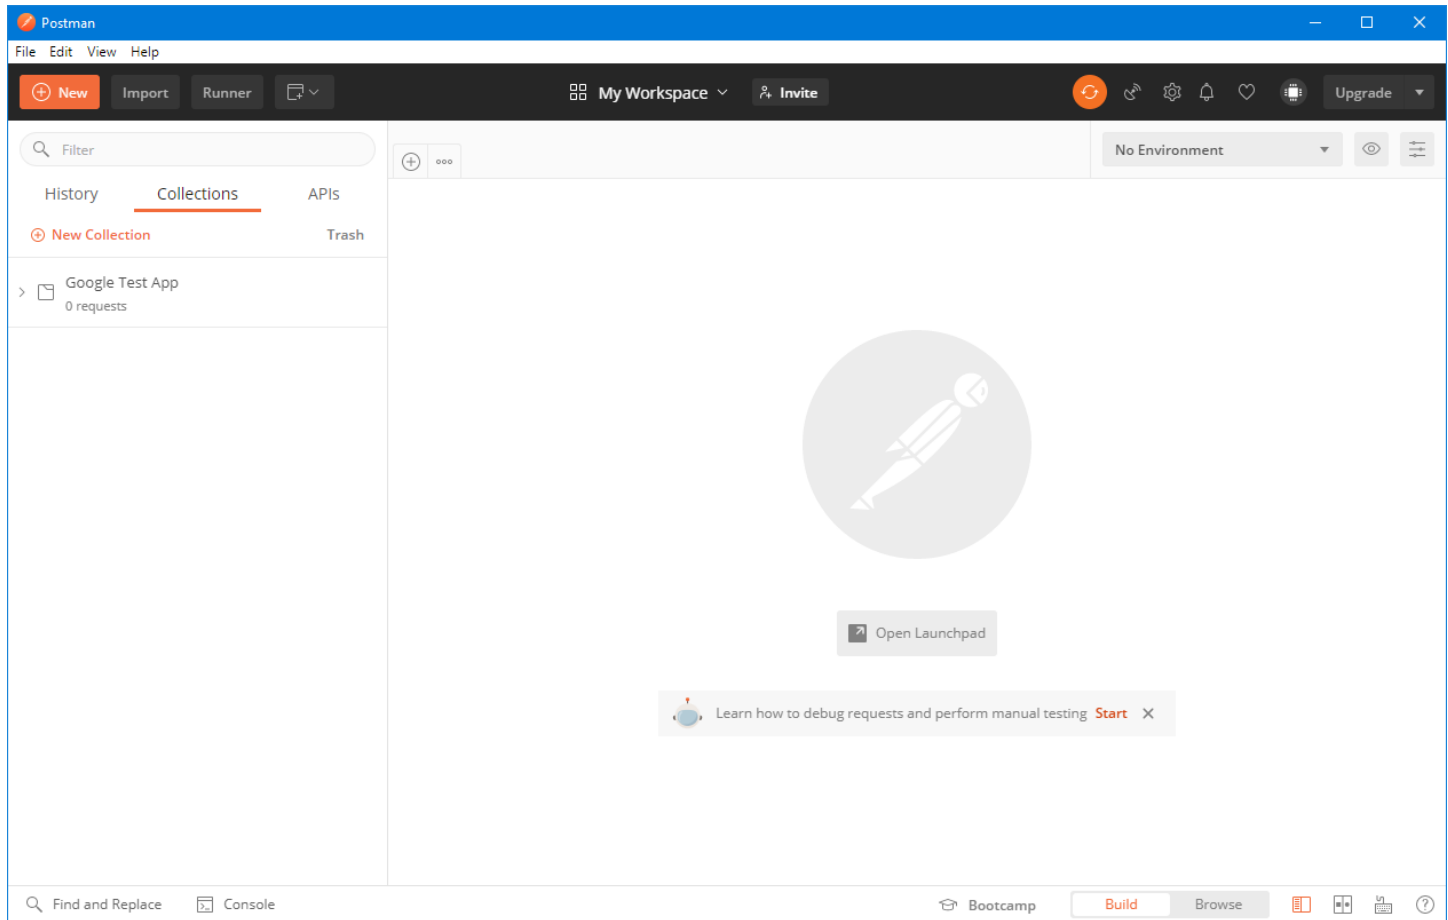 Postman
File Edit View Help
New Import Runner My Workspace Invite Upgrade
Filter
No Environment
History Collections APIs
New Collection Trash
Google Test App
0 requests
Open Launchpad
Learn how to debug requests and perform manual testing Start
Find and Replace Console Bootcamp Build Browse